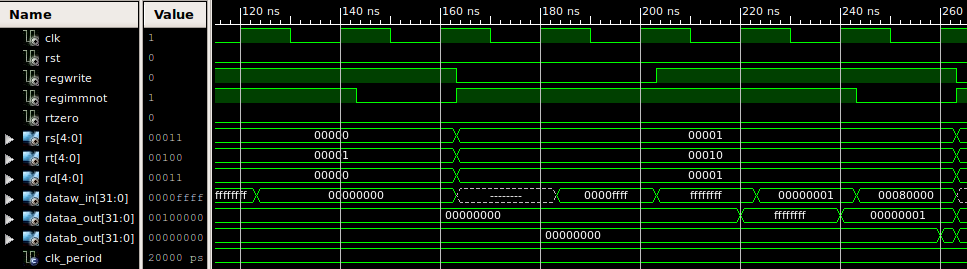 Name Value 120 ns 140 ns 160 ns 180 ns 200 ns 220 ns 240 ns 260
clk 1
rst 0
regwrite 0
regimmnot 1
rtzero 0
rs[4:0] 00011 00000 00001
rt[4:0] 00100 00001 00010
rd[4:0] 00011 00000 00001
dataw_in[31:0] 0000ffff ffffffff 00000000 -------- 0000ffff ffffffff 00000001 00080000
dataa_out[31:0] 00100000 00000000 ffffffff 00000001
datab_out[31:0] 00000000 00000000
clk_period 20000 ps